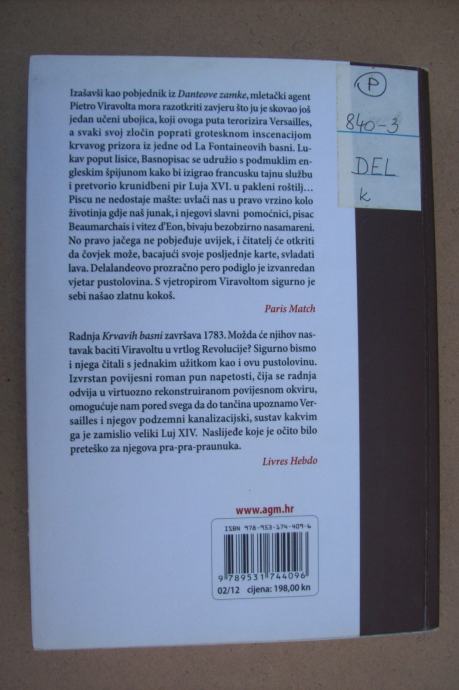 Izašavši kao pobjednik iz Danteove zamke, mletački agent
Pietro Viravolta mora razotkriti zavjeru što ju je skovao još
jedan učeni ubojica, koji ovoga puta terorizira Versailles,
a svaki svoj zločin poprati grotesknom inscenacijom
krvavog prizora iz jedne od La Fontaineovih basni. Lu-
kav poput lisice, Basnopisac se udružio s podmuklim en-
gleskim špijunom kako bi izigrao francusku tajnu službu
i pretvorio krunidbeni pir Luja XVI. u pakleni roštilj...
Piscu ne nedostaje mašte: uvlači nas u pravo vrzino kolo
životinja gdje naš junak, i njegovi slavni pomoćnici, pisac
Beaumarchais i vitez d'Eon, bivaju bezobzirno nasamareni.
No pravo jačega ne pobjeđuje uvijek, i čitatelj će otkriti
da čovjek može, bacajući svoje posljednje karte, svladati
lava. Delalandeovo prozračno pero podiglo je izvanredan
vjetar pustolovina. S vjetropirom Viravoltom sigurno je
sebi našao zlatnu kokoš.
Paris Match
Radnja Krvavih basni završava 1783. Možda će njihov nas-
tavak baciti Viravoltu u vrtlog Revolucije? Sigurno bismo
i njega čitali s jednakim užitkom kao i ovu pustolovinu.
Izvrstan povijesni roman pun napetosti, čija se radnja
odvija u virtuozno rekonstruiranom povijesnom okviru,
omogućuje nam pored svega da do tančina upoznamo Ver-
sailles i njegov podzemni kanalizacijski, sustav kakvim
ga je zamislio veliki Luj XIV. Naslijeđe koje je očito bilo
preteško za njegova pra-pra-praunuka.
Livres Hebdo
www.agm.hr
ISBN 978-953-174-409-6
9 789531 744096
02/12 cijena: 198,00 kn
P
840-3
DEL
k